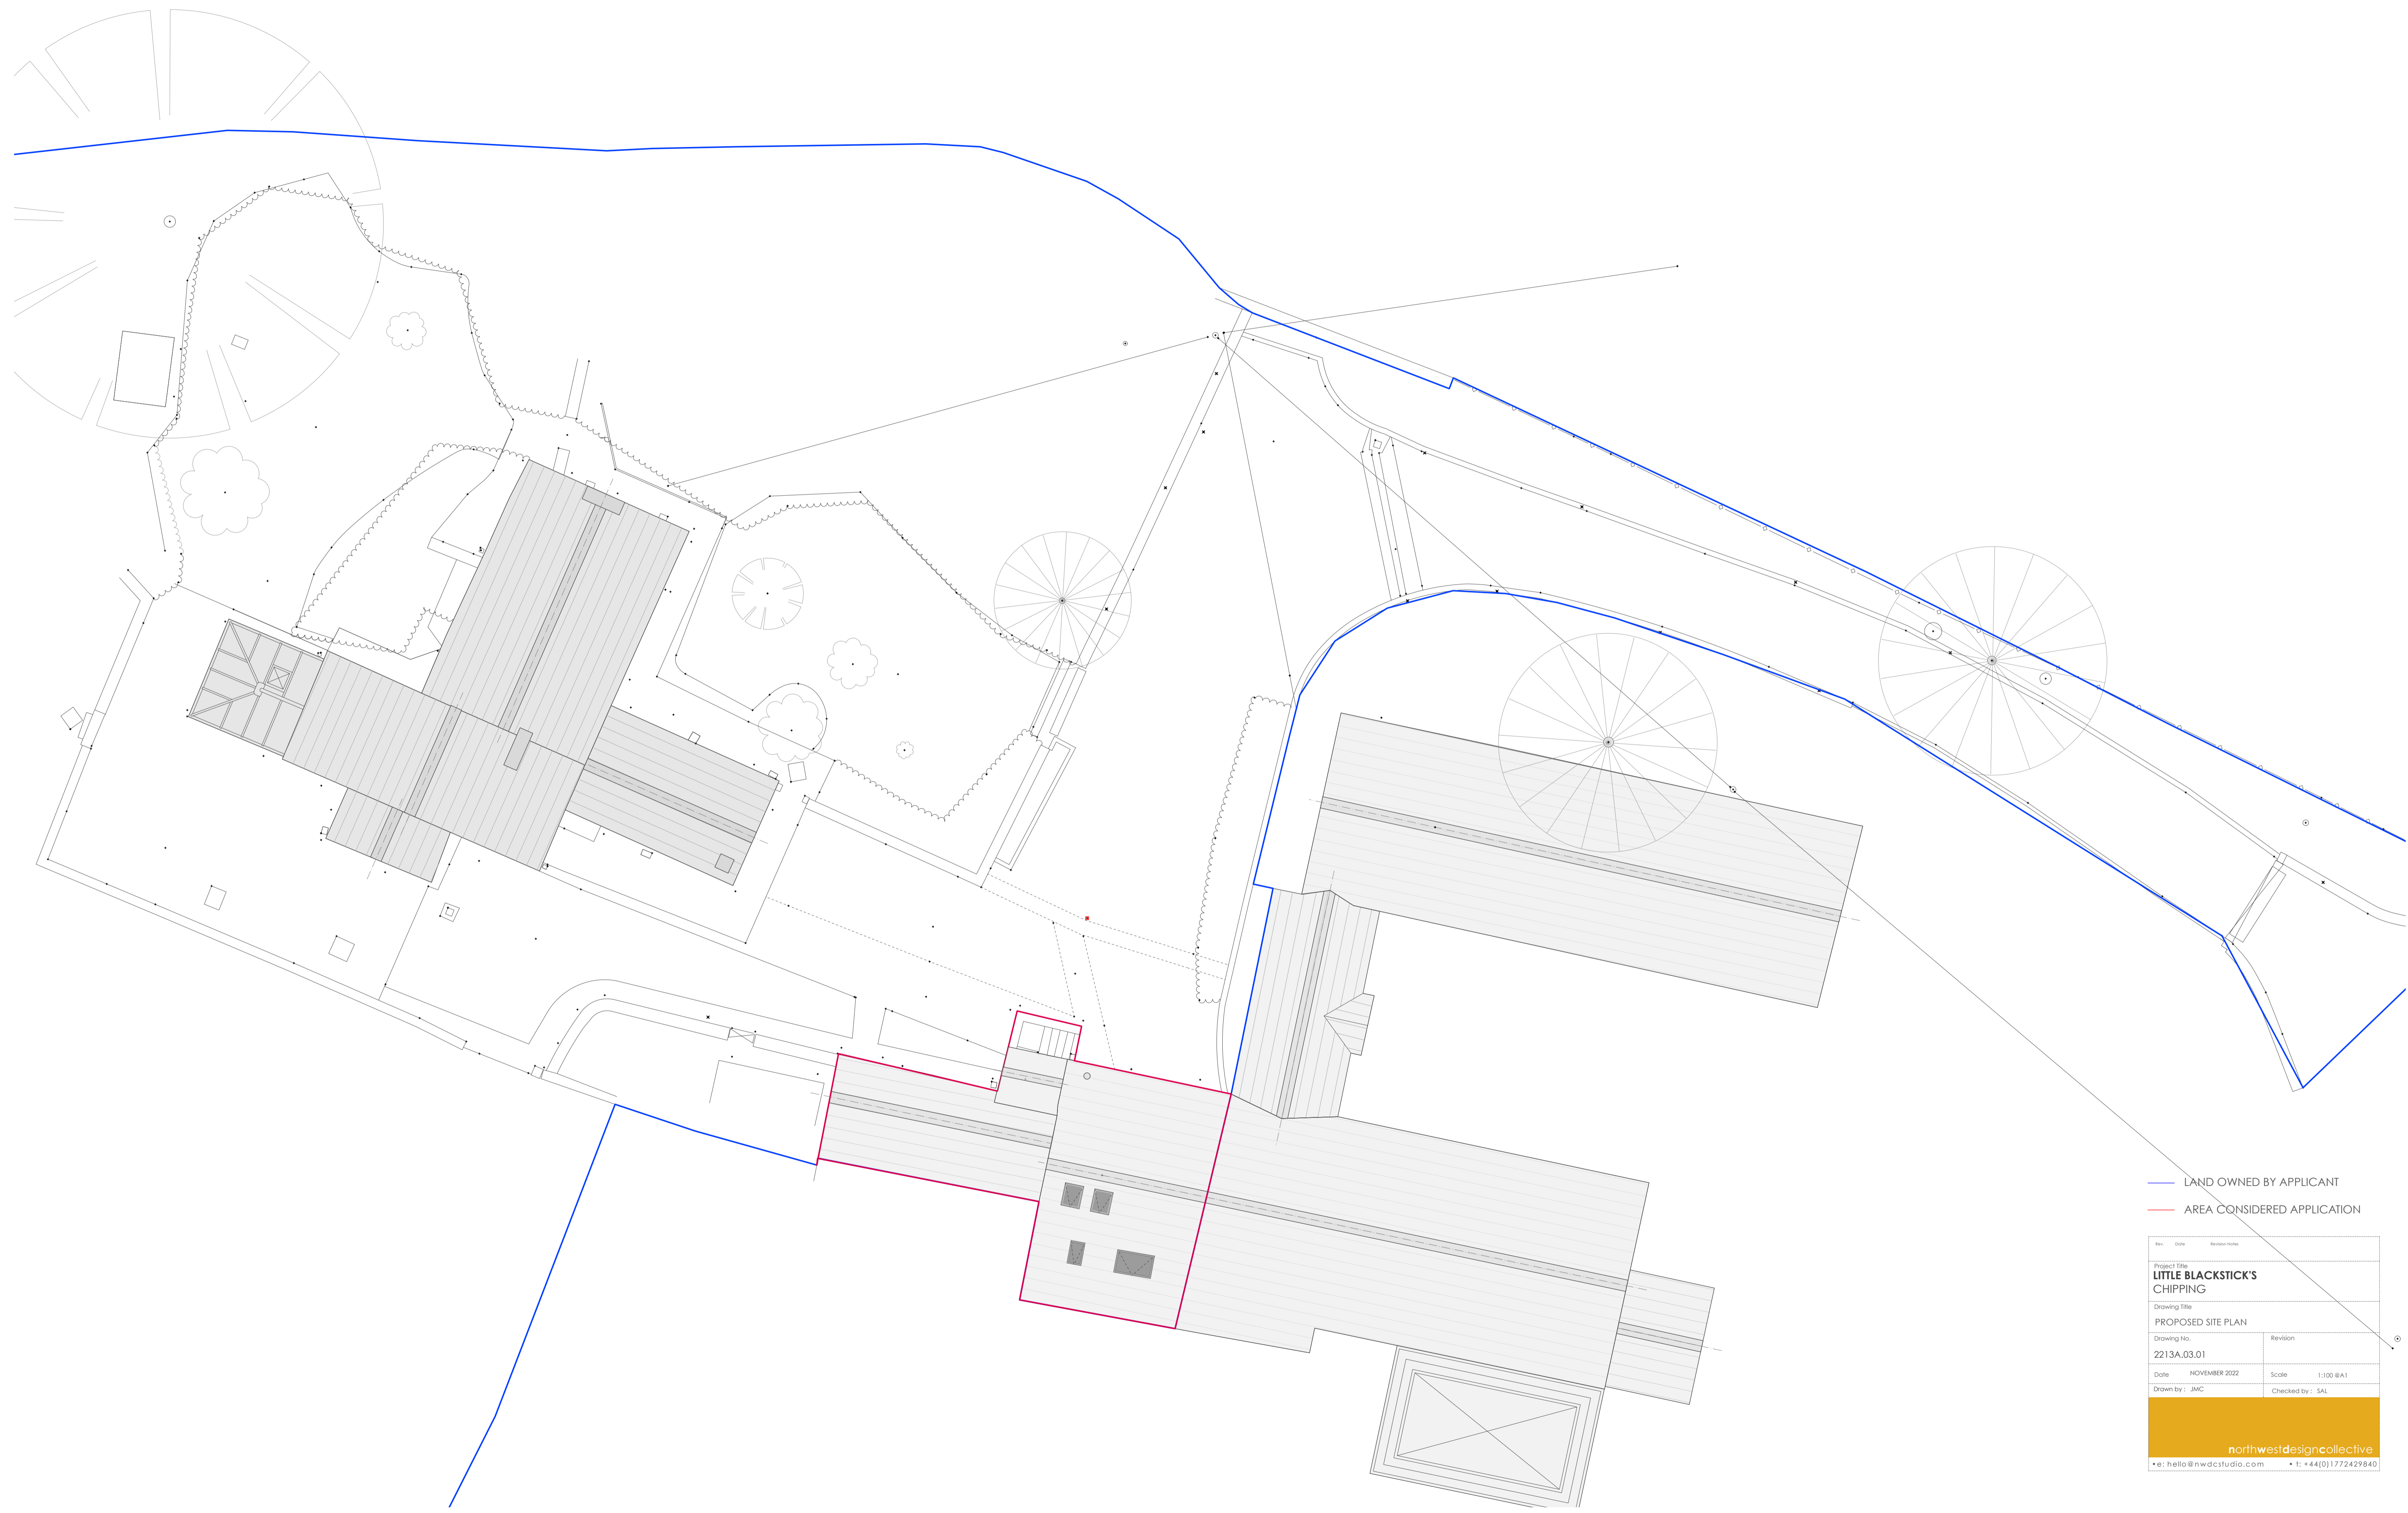 LAND OWNED BY APPLICANT
AREA CONSIDERED APPLICATION
Rev. Date Revision Notes
Project Title
LITTLE BLACKSTICK'S
CHIPPING
Drawing Title
PROPOSED SITE PLAN
Drawing No. Revision
2213A.03.01
Date NOVEMBER 2022 Scale 1:100 @A1
Drawn by : JMC Checked by : SAL
northwestdesigncollective
• e: hello@nwdcstudio.com • t: +44(0)1772429840